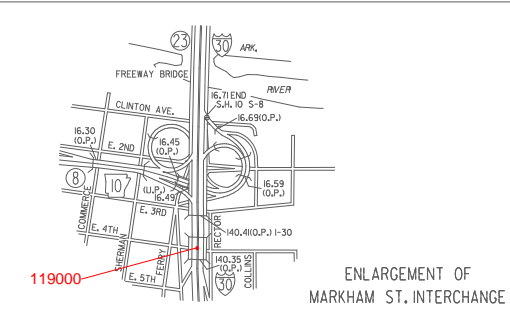 23
30
ARK.
FREEWAY BRIDGE
RIVER
16.71 END
S.H. 10 S-8
CLINTON AVE.
16.69(O.P.)
16.30
(O.P.)
E. 2ND
16.45
(O.P.)
8
10
(U.P.)
16.49
16.59
(O.P.)
COMMERCE
E. 3RD
RECTOR
E. 4TH
SHERMAN
FERRY
140.41(O.P.) I-30
140.35
(O.P.)
COLLINS
119000
E. 5TH
30
ENLARGEMENT OF
MARKHAM ST. INTERCHANGE